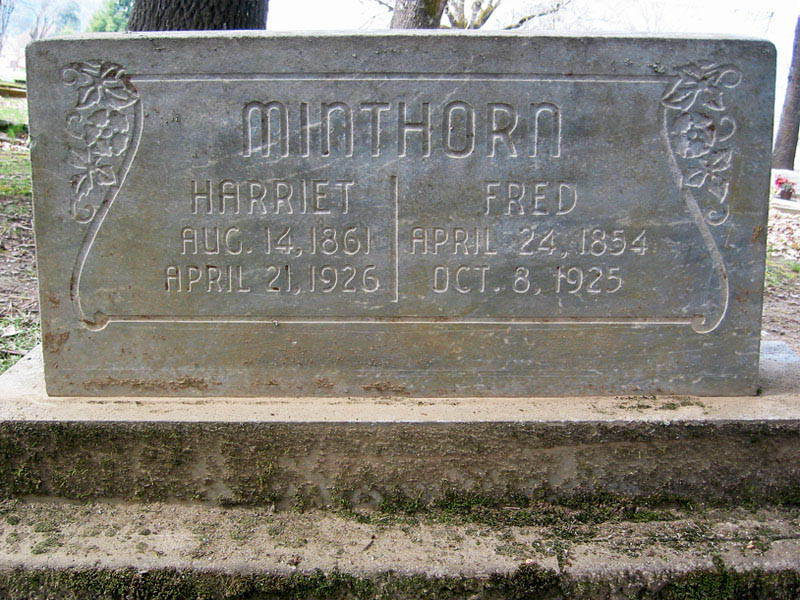 MINTHORN
HARRIET
AUG. 14, 1861
APRIL 21, 1926
FRED
APRIL 24, 1854
OCT. 8, 1925